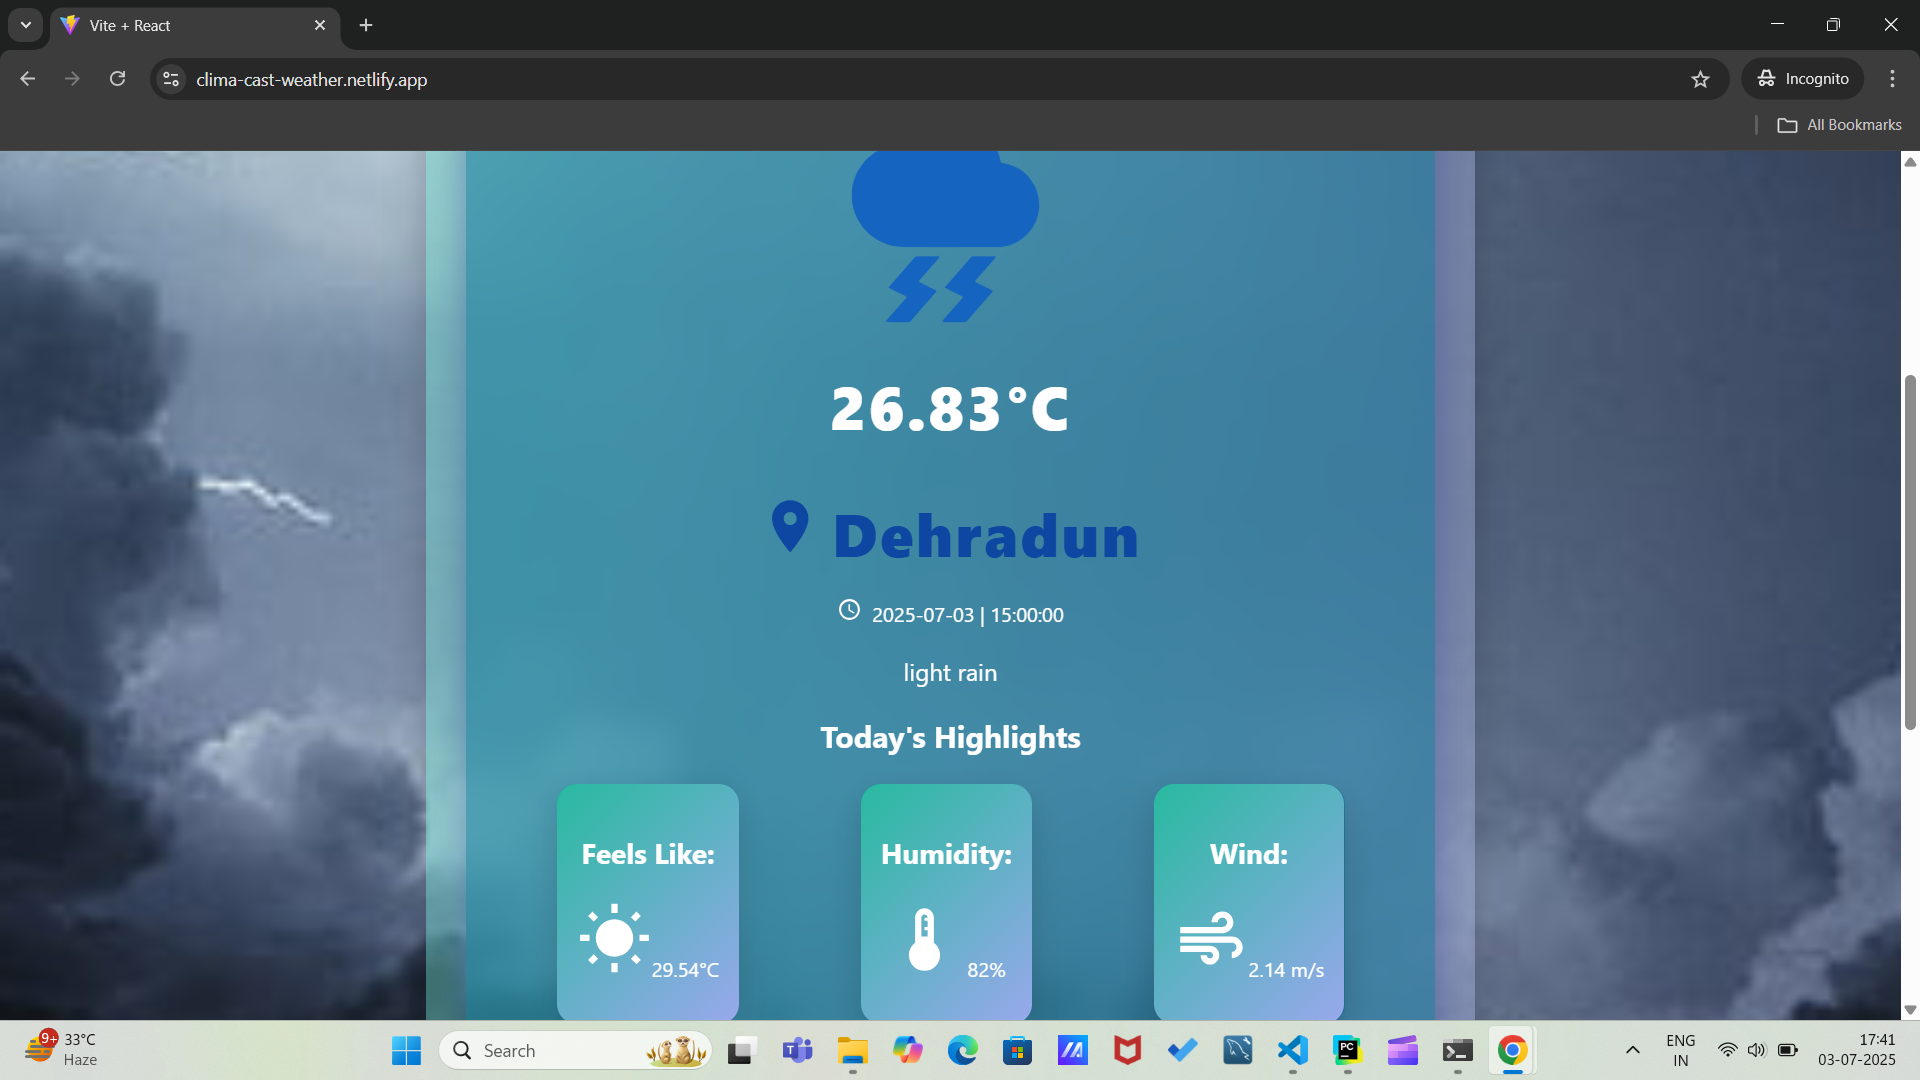 Vite + React
clima-cast-weather.netlify.app
Incognito
All Bookmarks
26.83°C
Dehradun
2025-07-03 | 15:00:00
light rain
Today's Highlights
Feels Like:
29.54°C
Humidity:
82%
Wind:
2.14 m/s
9+
33°C
Haze
Search
T
PC
ENG
IN
17:41
03-07-2025